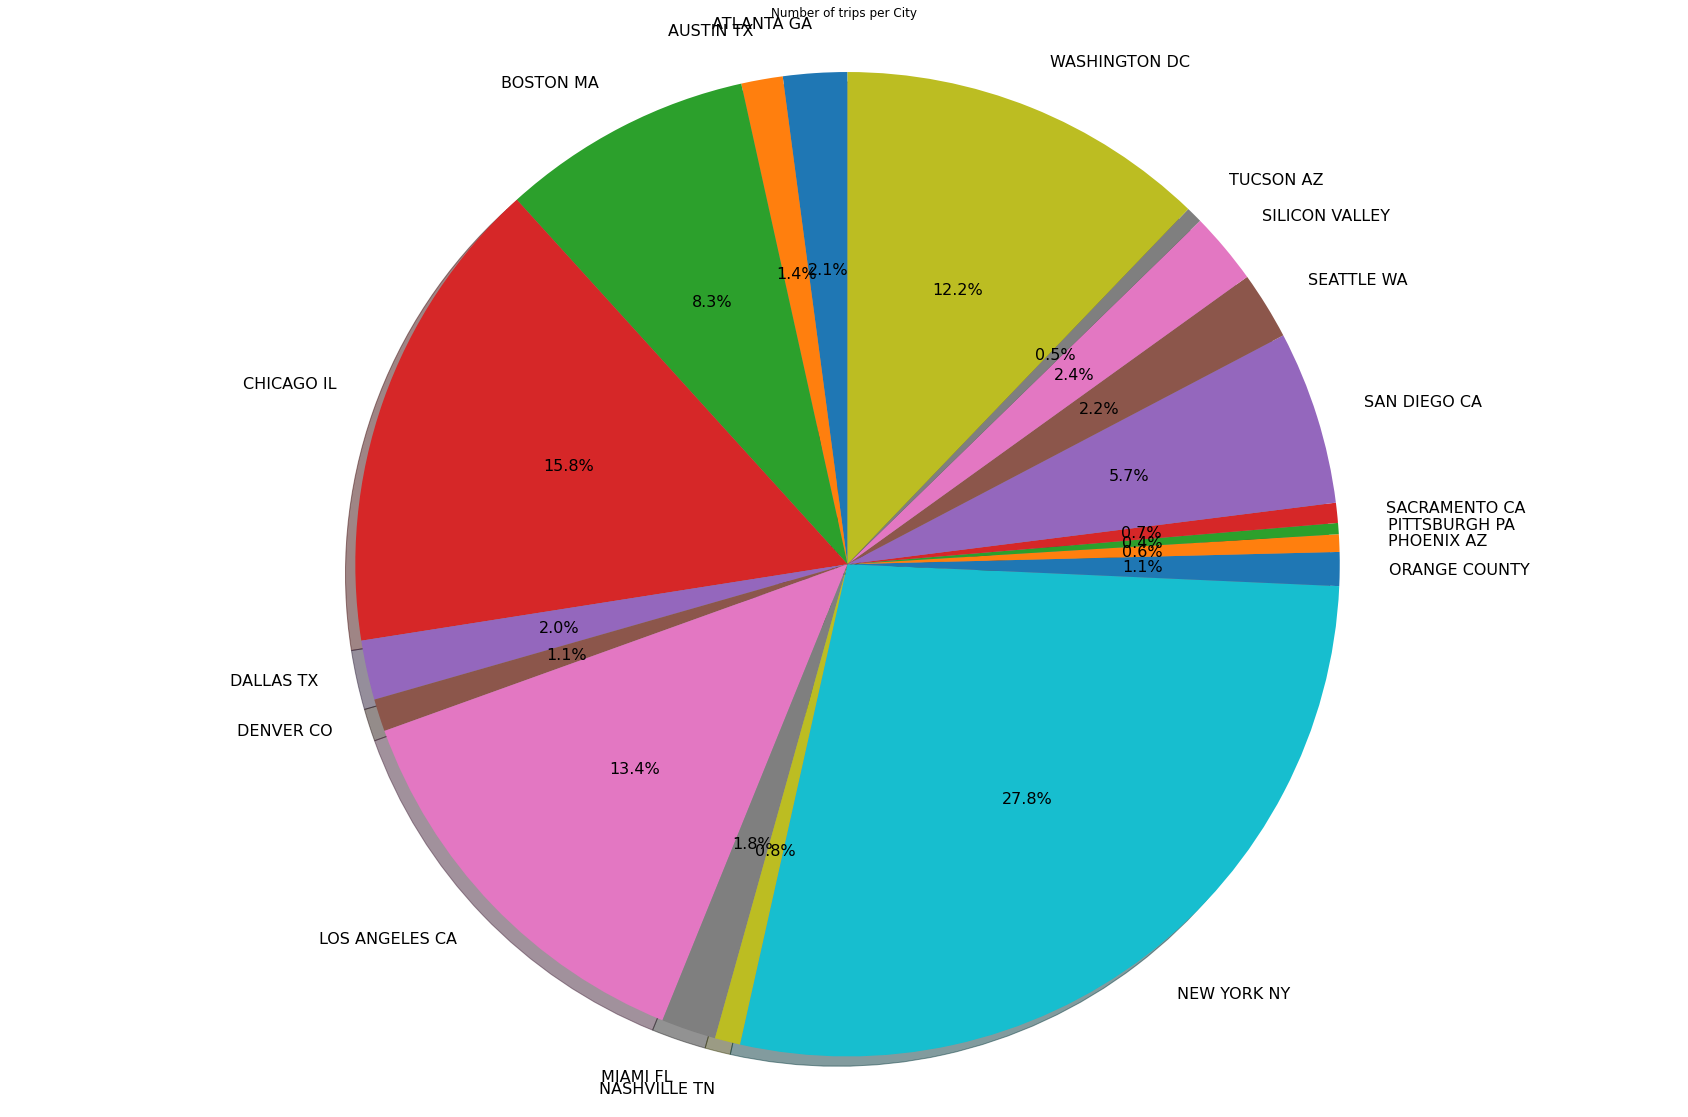 Number of trips per City
ATLANTA GA
AUSTIN TX
BOSTON MA
CHICAGO IL
DALLAS TX
DENVER CO
LOS ANGELES CA
MIAMI FL
NASHVILLE TN
NEW YORK NY
ORANGE COUNTY
PHOENIX AZ
PITTSBURGH PA
SACRAMENTO CA
SAN DIEGO CA
SEATTLE WA
SILICON VALLEY
TUCSON AZ
WASHINGTON DC
2.1%
1.4%
8.3%
15.8%
2.0%
1.1%
13.4%
1.8%
0.8%
27.8%
1.1%
0.6%
0.4%
0.7%
5.7%
2.2%
2.4%
0.5%
12.2%